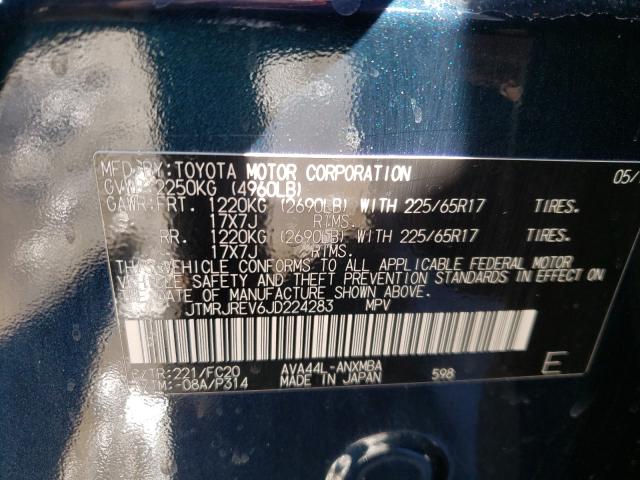 MFD BY: TOYOTA MOTOR CORPORATION 05/
2250KG (4960LB)
GAWR:FRT. 1220KG (2690LB) WITH 225/65R17 TIRES.
17X7J RIMS.
RR. 1220KG (2690LB) WITH 225/65R17 TIRES.
17X7J RIMS.
THIS VEHICLE CONFORMS TO ALL APPLICABLE FEDERAL MOTOR
VEHICLE SAFETY AND THEFT PREVENTION STANDARDS IN EFFECT ON
THE DATE OF MANUFACTURE SHOWN ABOVE.
JTMRJREV6JD224283 MPV
C/TR:221/FC20 AVA44L-ANXMBA
-08A/P314 MADE IN JAPAN 598 E